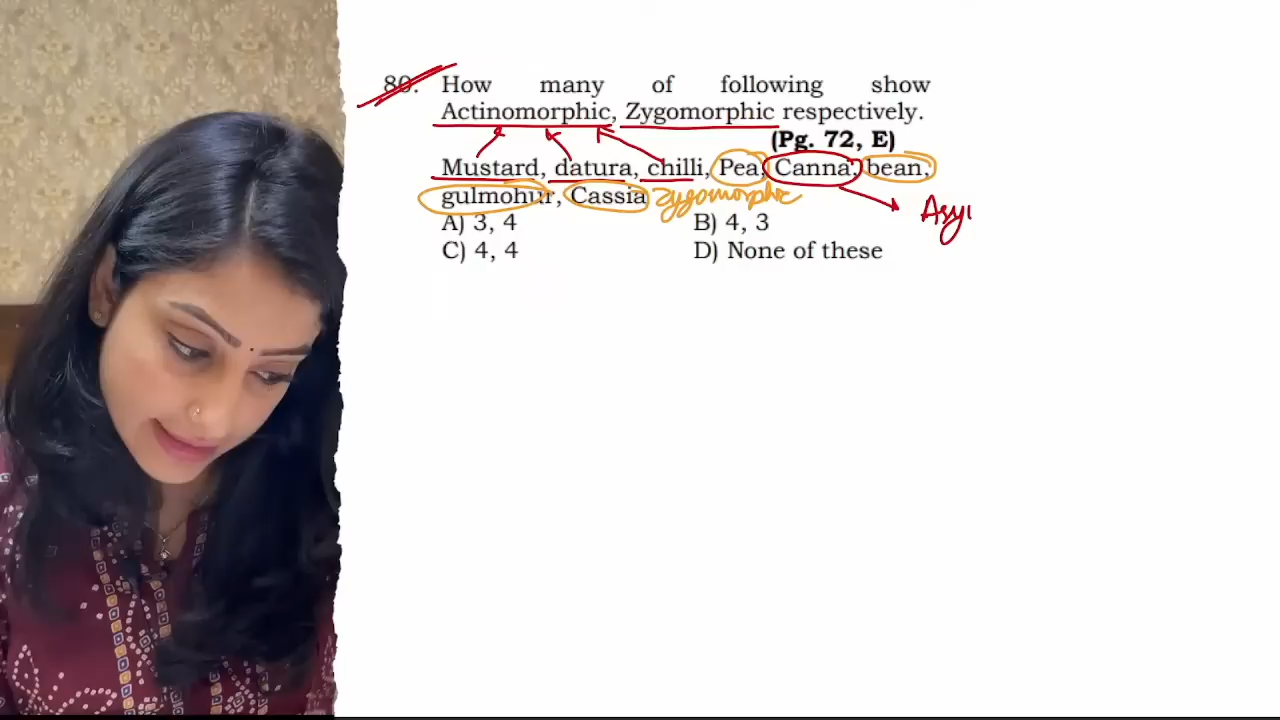 80. How many of following show
Actinomorphic, Zygomorphic respectively.
(Pg. 72, E)
Mustard, datura, chilli, Pea, Canna, bean,
gulmohur, Cassia zygomorphic
Asy
A) 3, 4 B) 4, 3
C) 4, 4 D) None of these